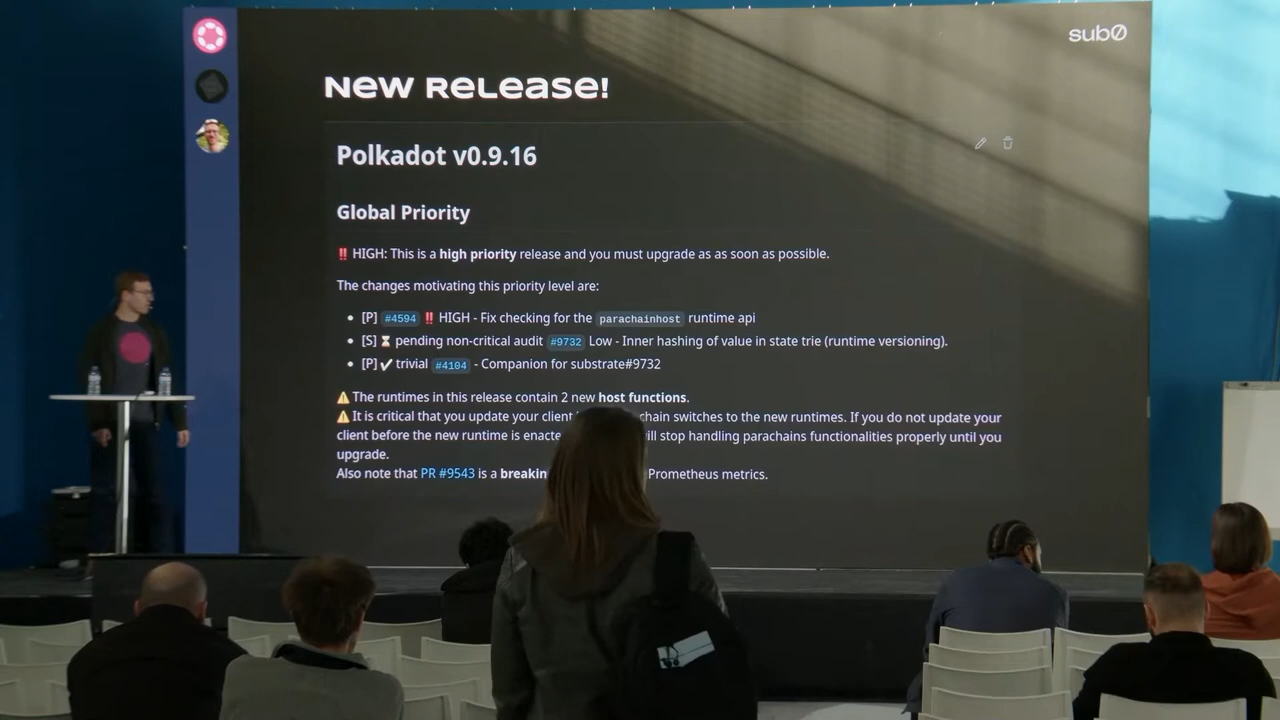 sub0
New Release!
Polkadot v0.9.16
Global Priority
‼️ HIGH: This is a high priority release and you must upgrade as as soon as possible.
The changes motivating this priority level are:
• [P] #4594 ‼️ HIGH - Fix checking for the parachainhost runtime api
• [S] ⏳ pending non-critical audit #9732 Low - Inner hashing of value in state trie (runtime versioning).
• [P] ✔️ trivial #4104 - Companion for substrate#9732
⚠️ The runtimes in this release contain 2 new host functions.
⚠️ It is critical that you update your client chain switches to the new runtimes. If you do not update your
client before the new runtime is enacte will stop handling parachains functionalities properly until you
upgrade.
Also note that PR #9543 is a breakin Prometheus metrics.